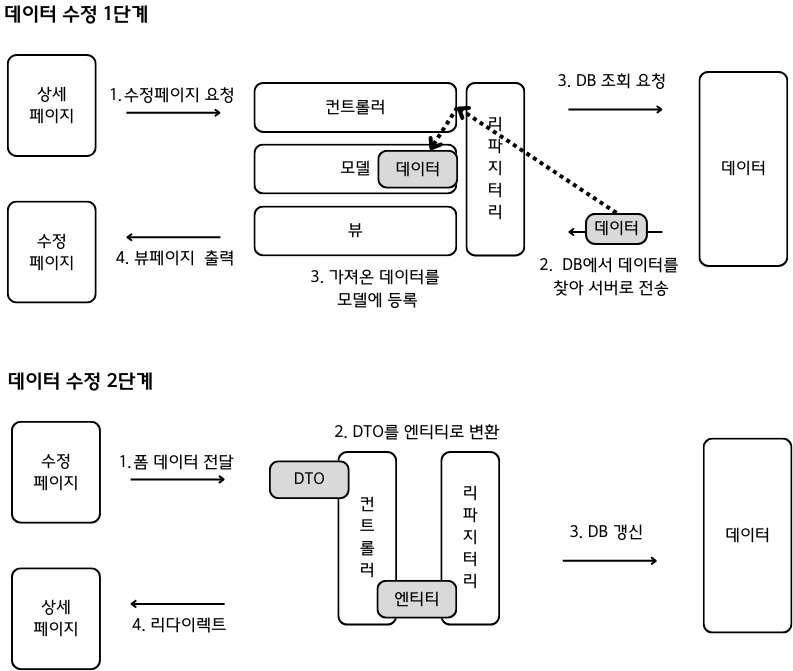 데이터 수정 1단계
상세
페이지
1.수정페이지 요청
컨트롤러
모델
데이터
뷰
리
파
지
터
리
3. DB 조회 요청
데이터
데이터
수정
페이지
4. 뷰페이지 출력
3. 가져온 데이터를
모델에 등록
2. DB에서 데이터를
찾아 서버로 전송
데이터 수정 2단계
수정
페이지
1.폼 데이터 전달
2. DTO를 엔티티로 변환
DTO
컨
트
롤
러
리
파
지
터
리
엔티티
3. DB 갱신
데이터
상세
페이지
4. 리다이렉트